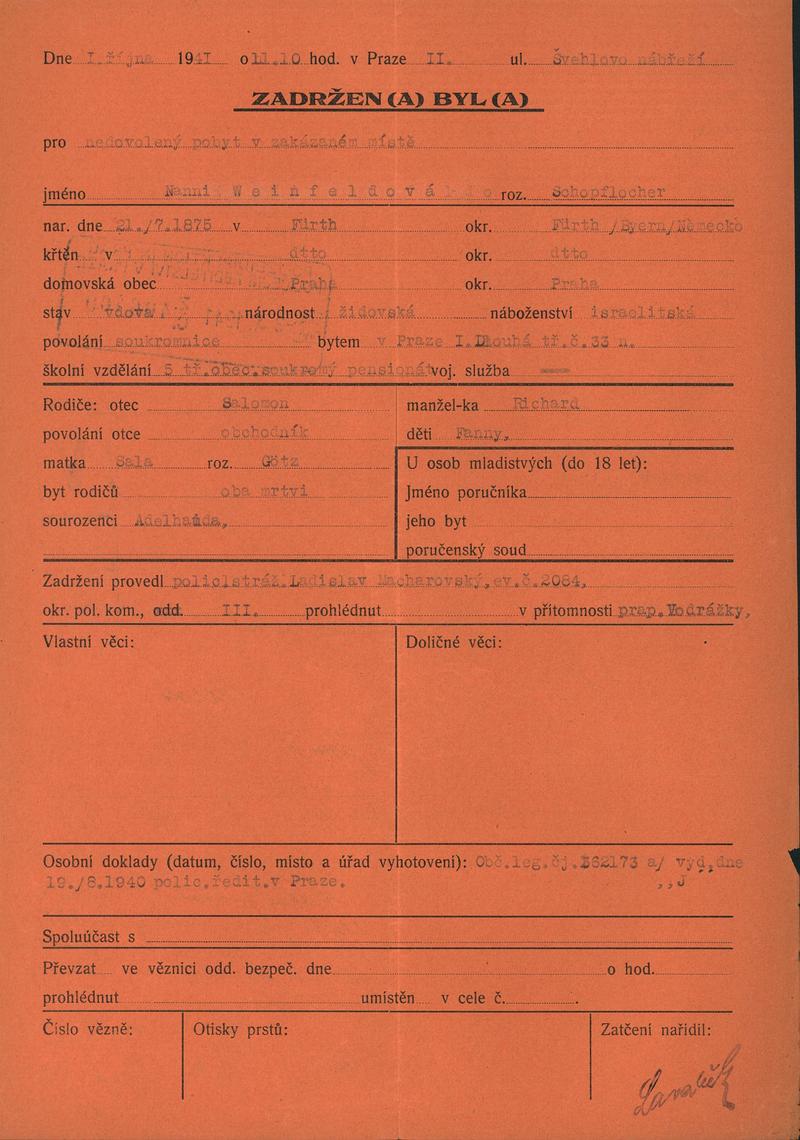 Dne I. října 1941 o 11.10 hod. v Praze II. ul. Švehlovo nábřeží
ZADRŽEN (A) BYL (A)
pro nedovolený pobyt v zakázaném místě
jméno Nanni Weinfeldová roz. Schopflocher
nar. dne 21./7.1875 v Fürth okr. Fürth /Byern/Německo
křtěn v dtto okr. dtto
domovská obec Praha okr. Praha
stav vdova národnost židovská náboženství israelitská
povolání soukromnice bytem v Praze I. Dlouhá tř.č.33 n.
školní vzdělání 5 tř.obec.soukromý pensionát voj. služba
Rodiče: otec Salomon manžel-ka Richard
povolání otce obchodník děti Fanny,
matka Sala roz. Götz U osob mladistvých (do 18 let):
byt rodičů oba mrtvi Jméno poručníka
sourozenci jeho byt
poručenský soud
Zadržení provedl polic.stráž. Ladislav Macharovský, ev.č.2084,
okr. pol. kom., odd. III. prohlédnut v přítomnosti prap. Vodrážky,
Vlastní věci: Doličné věci:
Osobní doklady (datum, číslo, místo a úřad vyhotovení): Obč.leg.čj.362173 a/ vyd.dne
19./8.1940 polic.ředit.v Praze. ,,J"
Spoluúčast s
Převzat ve věznici odd. bezpeč. dne o hod.
prohlédnut umístěn v cele č.
Číslo vězně: Otisky prstů: Zatčení nařídil: